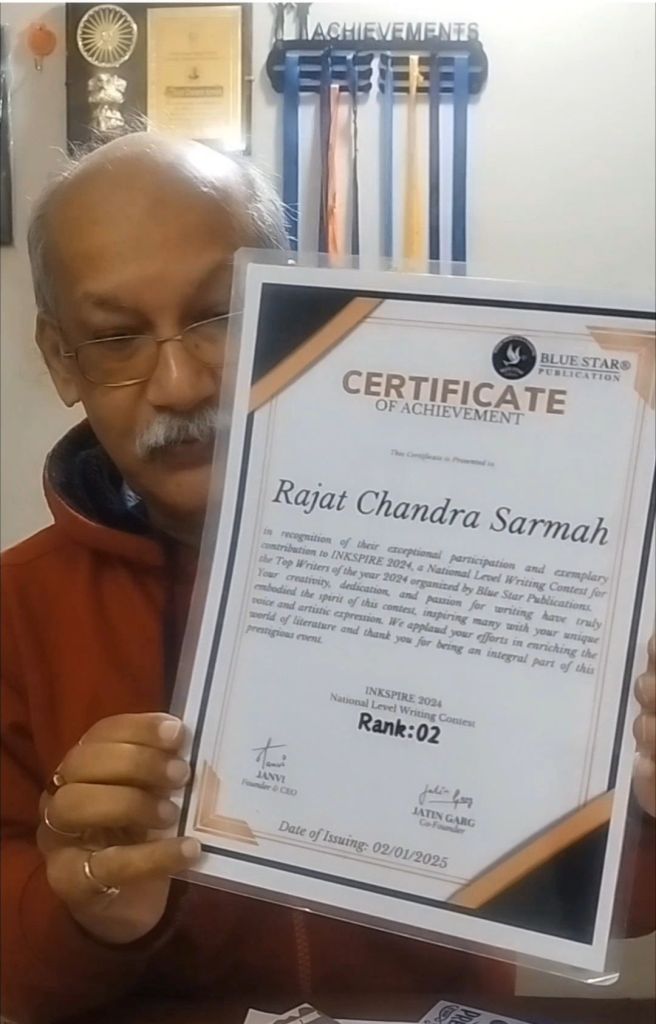 ACHIEVEMENTS
BLUE STAR®
PUBLICATION
CERTIFICATE
OF ACHIEVEMENT
This Certificate is Presented to
Rajat Chandra Sarmah
in recognition of their exceptional participation and exemplary
contribution to INKSPIRE 2024, a National Level Writing Contest for
the Top Writers of the year 2024 organized by Blue Star Publications.
Your creativity, dedication, and passion for writing have truly
embodied the spirit of this contest, inspiring many with your unique
voice and artistic expression. We applaud your efforts in enriching the
world of literature and thank you for being an integral part of this
prestigious event.
INKSPIRE 2024
National Level Writing Contest
Rank:02
JANVI
Founder & CEO
Jatin Garg
JATIN GARG
Co-Founder
Date of Issuing: 02/01/2025